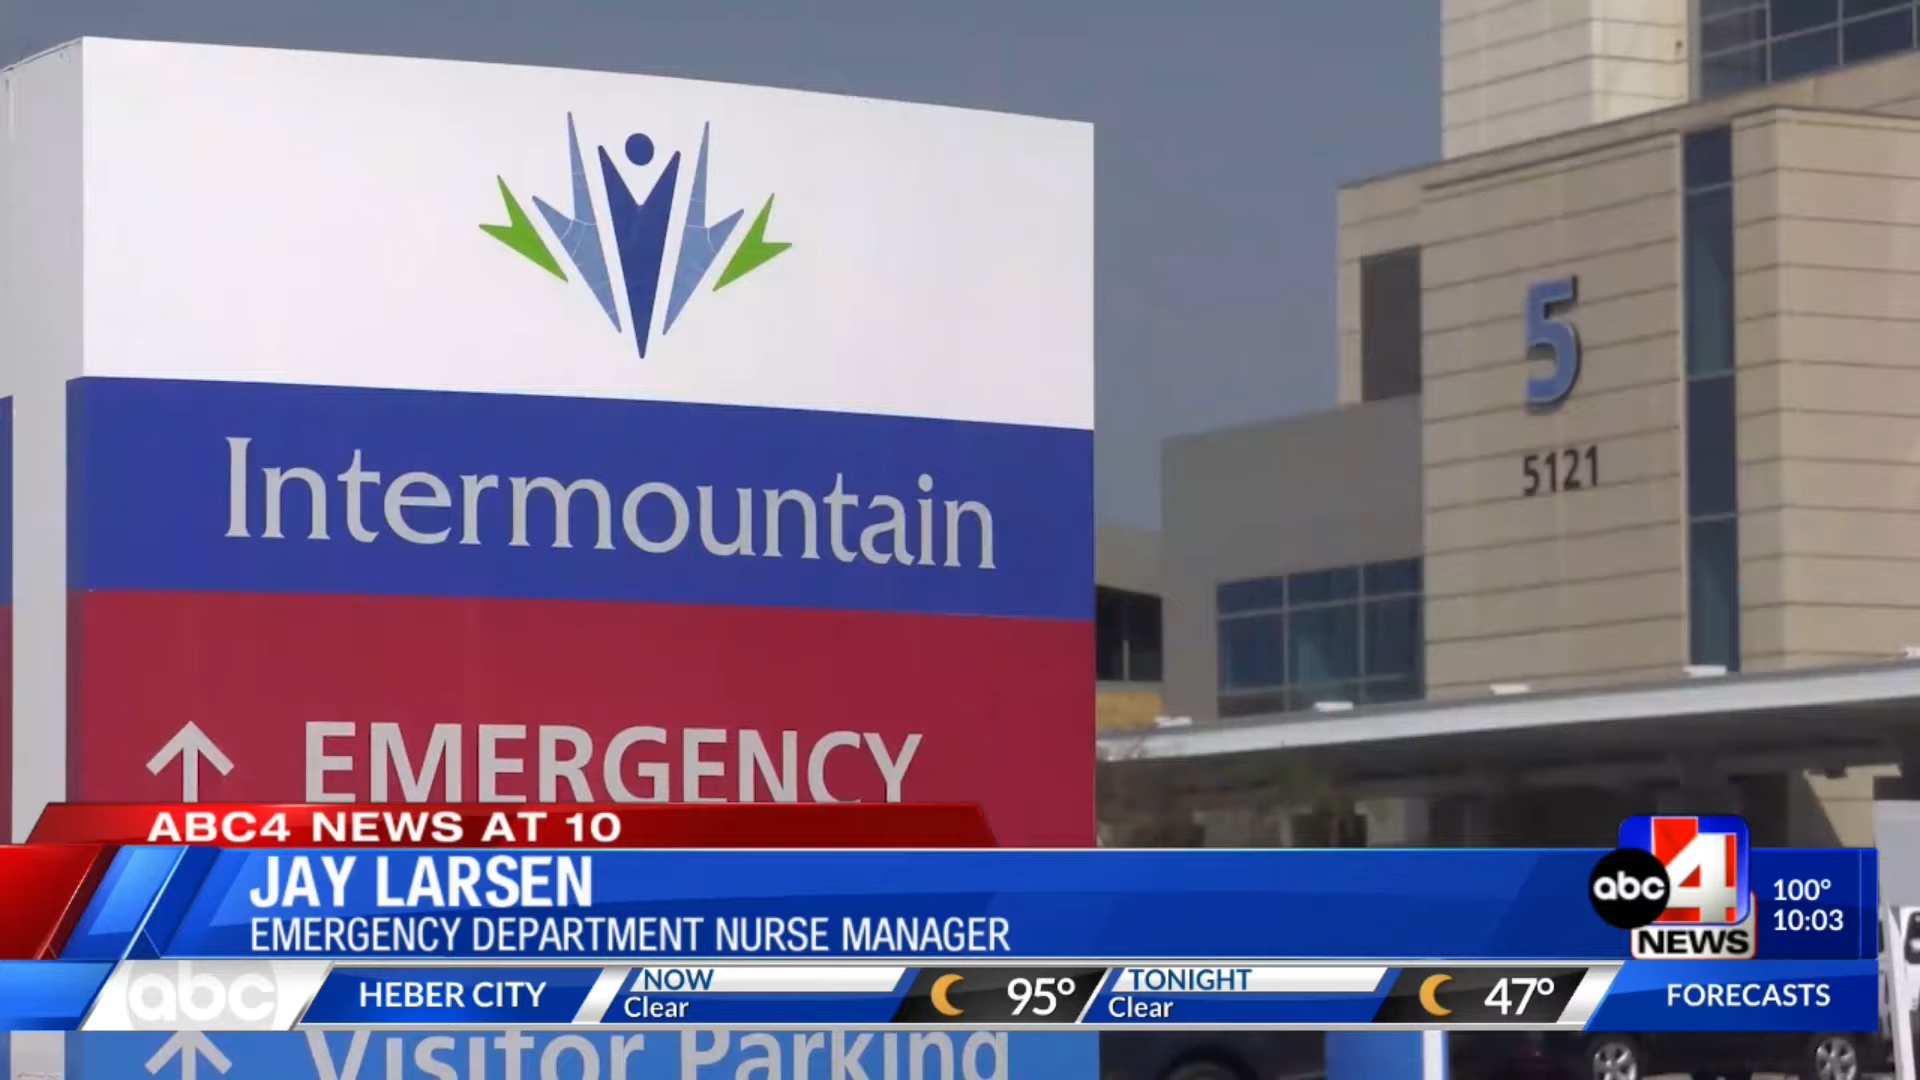 Intermountain
EMERGENCY
5
5121
ABC4 NEWS AT 10
JAY LARSEN
EMERGENCY DEPARTMENT NURSE MANAGER
abc
4
NEWS
100°
10:03
abc
HEBER CITY
NOW
Clear
95°
TONIGHT
Clear
47°
FORECASTS
Visitor Parking